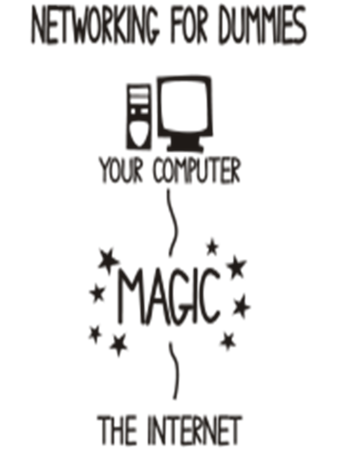 NETWORKING FOR DUMMIES
YOUR COMPUTER
MAGIC
THE INTERNET